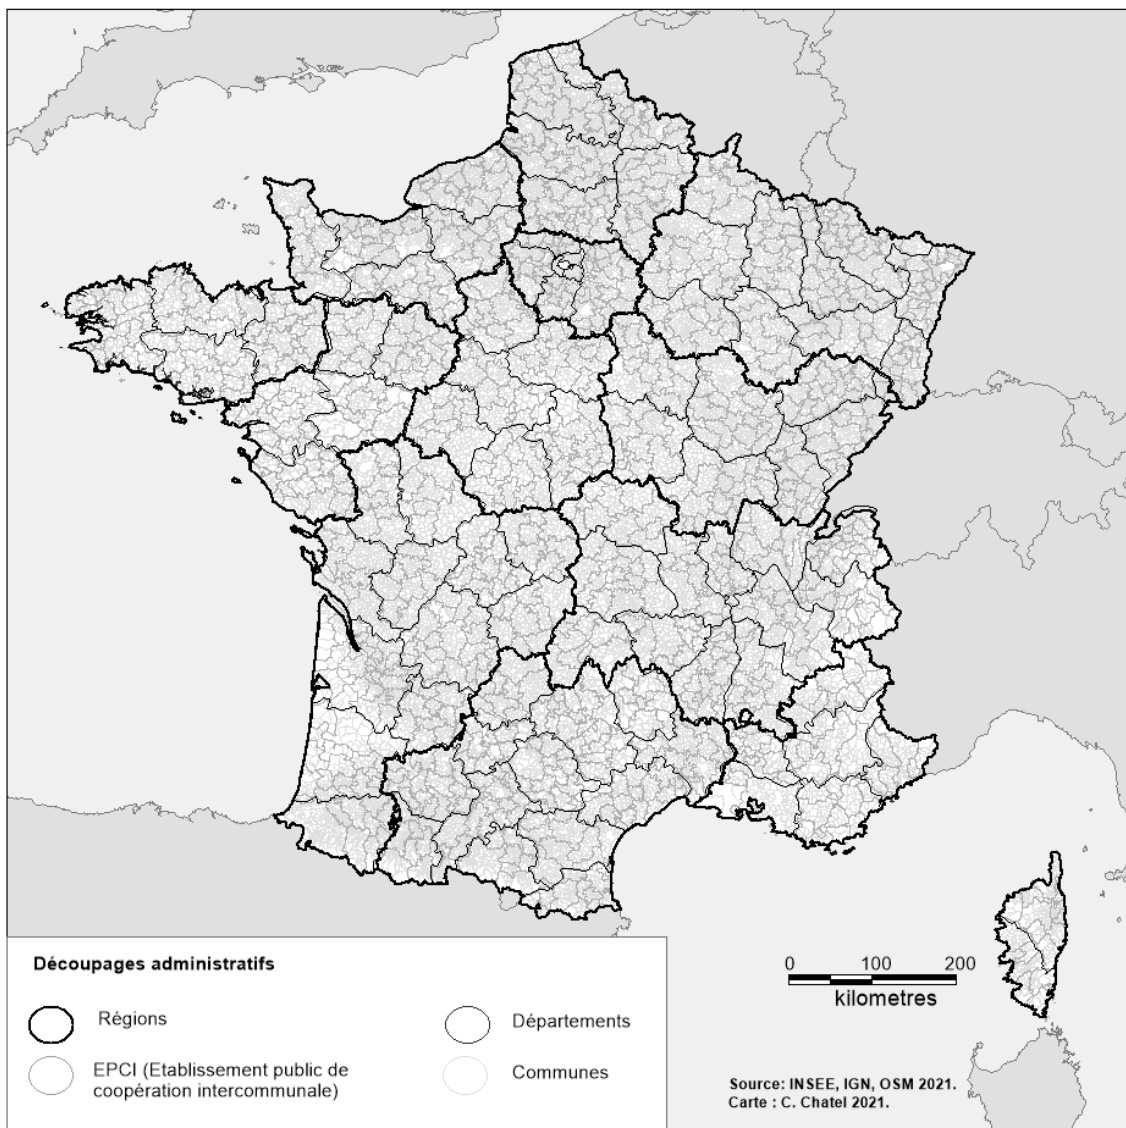 Découpages administratifs
Régions
Départements
EPCI (Etablissement public de
coopération intercommunale)
Communes
0 100 200
kilometres
Source: INSEE, IGN, OSM 2021.
Carte : C. Chatel 2021.